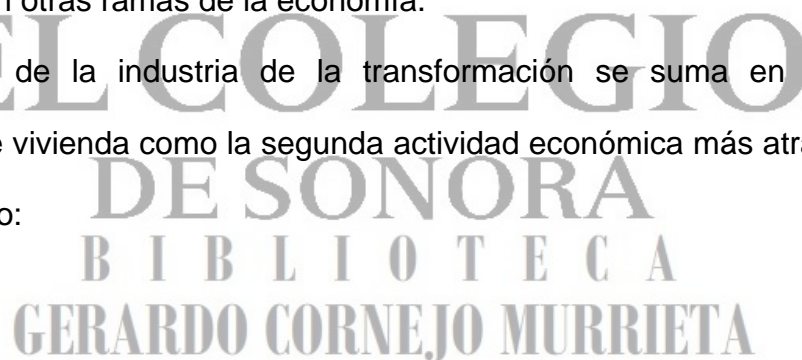 otras ramas de la economía.
EL COLEGIO
de la industria de la transformación se suma en
vivienda como la segunda actividad económica más
DE SONORA
BIBLIOTECA
GERARDO CORNEJO MURRIETA